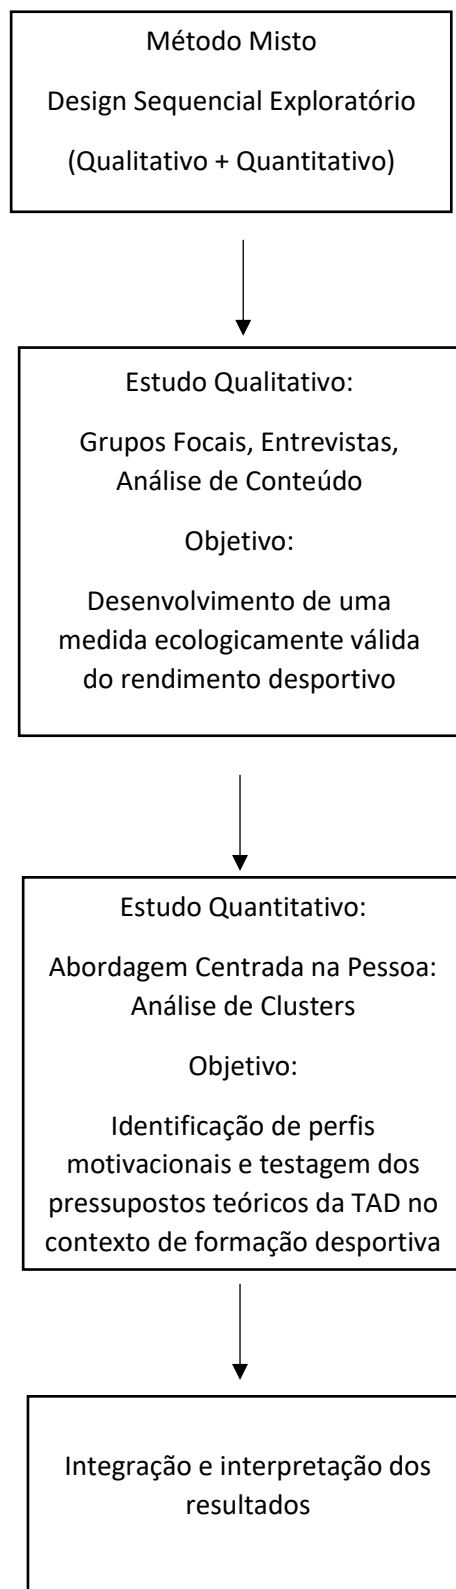 Método Misto
Design Sequencial Exploratório
(Qualitativo + Quantitativo)
Estudo Qualitativo:
Grupos Focais, Entrevistas,
Análise de Conteúdo
Objetivo:
Desenvolvimento de uma
medida ecologicamente válida
do rendimento desportivo
Estudo Quantitativo:
Abordagem Centrada na Pessoa:
Análise de Clusters
Objetivo:
Identificação de perfis
motivacionais e testagem dos
pressupostos teóricos da TAD no
contexto de formação desportiva
Integração e interpretação dos
resultados